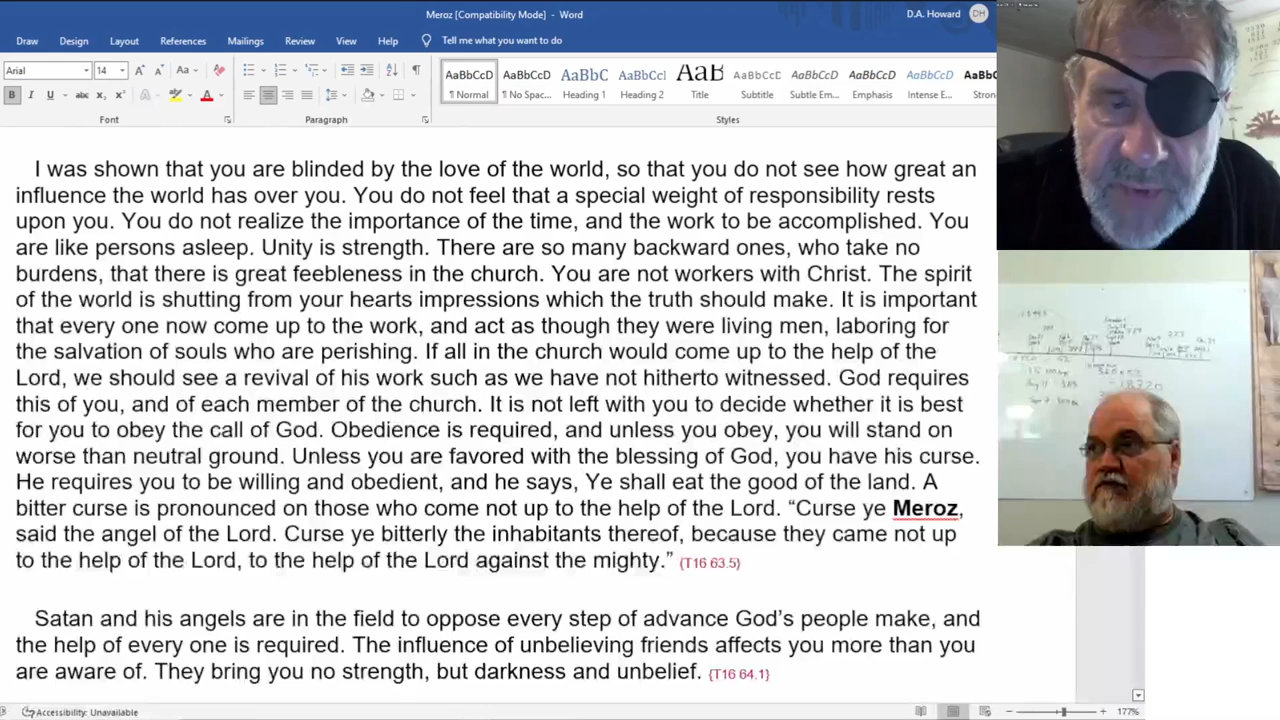 Meroz [Compatibility Mode] - Word
D.A. Howard
DH
Draw Design Layout References Mailings Review View Help Tell me what you want to do
Arial 14 Aa
AaBbCcD AaBbCcD AaBbC AaBbCcI AaB AaBbCcD AaBbCcD AaBbCcD AaBbCcD AaBbCc
B I U abc x₂ x² A A
¶ Normal ¶ No Spac... Heading 1 Heading 2 Title Subtitle Subtle Em... Emphasis Intense E... Strong
Font Paragraph Styles
I was shown that you are blinded by the love of the world, so that you do not see how great an
influence the world has over you. You do not feel that a special weight of responsibility rests
upon you. You do not realize the importance of the time, and the work to be accomplished. You
are like persons asleep. Unity is strength. There are so many backward ones, who take no
burdens, that there is great feebleness in the church. You are not workers with Christ. The spirit
of the world is shutting from your hearts impressions which the truth should make. It is important
that every one now come up to the work, and act as though they were living men, laboring for
the salvation of souls who are perishing. If all in the church would come up to the help of the
Lord, we should see a revival of his work such as we have not hitherto witnessed. God requires
this of you, and of each member of the church. It is not left with you to decide whether it is best
for you to obey the call of God. Obedience is required, and unless you obey, you will stand on
worse than neutral ground. Unless you are favored with the blessing of God, you have his curse.
He requires you to be willing and obedient, and he says, Ye shall eat the good of the land. A
bitter curse is pronounced on those who come not up to the help of the Lord. “Curse ye Meroz,
said the angel of the Lord. Curse ye bitterly the inhabitants thereof, because they came not up
to the help of the Lord, to the help of the Lord against the mighty.” {T16 63.5}
Satan and his angels are in the field to oppose every step of advance God’s people make, and
the help of every one is required. The influence of unbelieving friends affects you more than you
are aware of. They bring you no strength, but darkness and unbelief. {T16 64.1}
Accessibility: Unavailable
177%